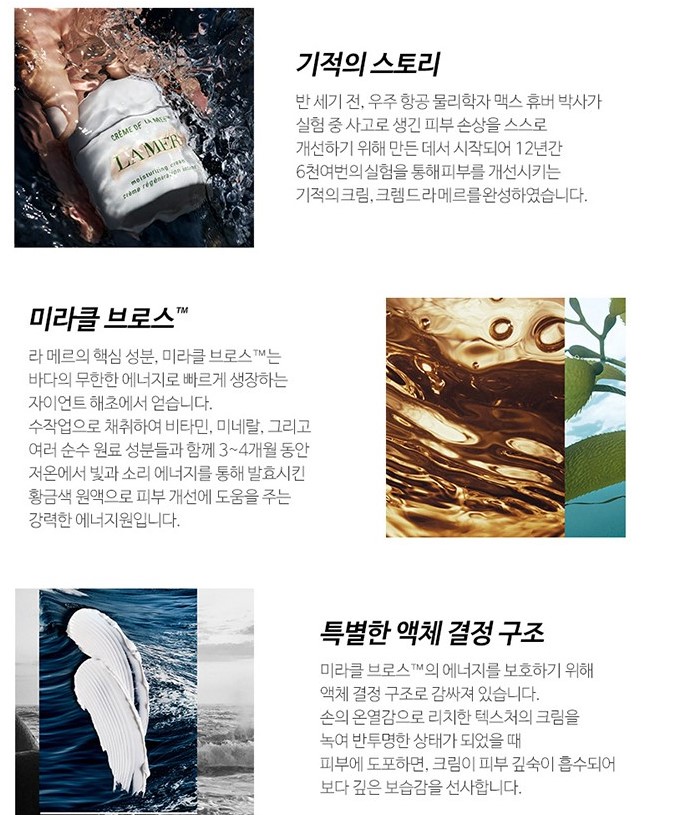 CRÈME DE LA MER
LA MER
moisturizing cream
crème régénération intense
기적의 스토리
반 세기 전, 우주 항공 물리학자 맥스 휴버 박사가
실험 중 사고로 생긴 피부 손상을 스스로
개선하기 위해 만든 데서 시작되어 12년간
6천여번의 실험을 통해 피부를 개선시키는
기적의 크림, 크렘 드 라 메르를 완성하였습니다.
미라클 브로스™
라 메르의 핵심 성분, 미라클 브로스™는
바다의 무한한 에너지로 빠르게 생장하는
자이언트 해초에서 얻습니다.
수작업으로 채취하여 비타민, 미네랄, 그리고
여러 순수 원료 성분들과 함께 3~4개월 동안
저온에서 빛과 소리 에너지를 통해 발효시킨
황금색 원액으로 피부 개선에 도움을 주는
강력한 에너지원입니다.
특별한 액체 결정 구조
미라클 브로스™의 에너지를 보호하기 위해
액체 결정 구조로 감싸져 있습니다.
손의 온열감으로 리치한 텍스처의 크림을
녹여 반투명한 상태가 되었을 때
피부에 도포하면, 크림이 피부 깊숙이 흡수되어
보다 깊은 보습감을 선사합니다.